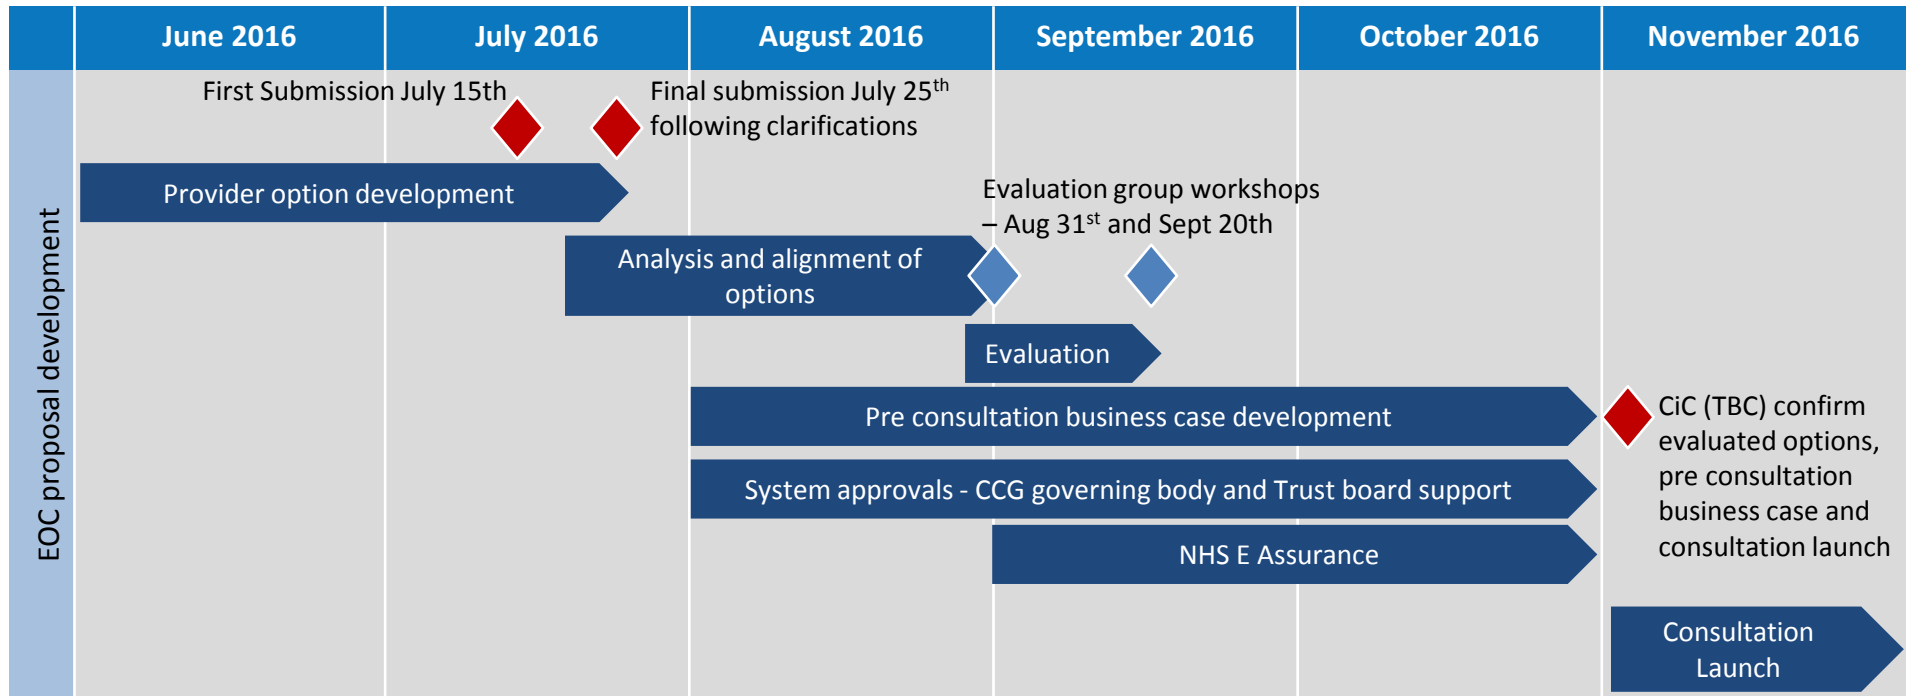 June 2016
July 2016
August 2016
September 2016
October 2016
November 2016
EOC proposal development
First Submission July 15th
Final submission July 25th
following clarifications
Provider option development
Evaluation group workshops
– Aug 31st and Sept 20th
Analysis and alignment of
options
Evaluation
Pre consultation business case development
CiC (TBC) confirm
evaluated options,
pre consultation
business case and
consultation launch
System approvals - CCG governing body and Trust board support
NHS E Assurance
Consultation
Launch